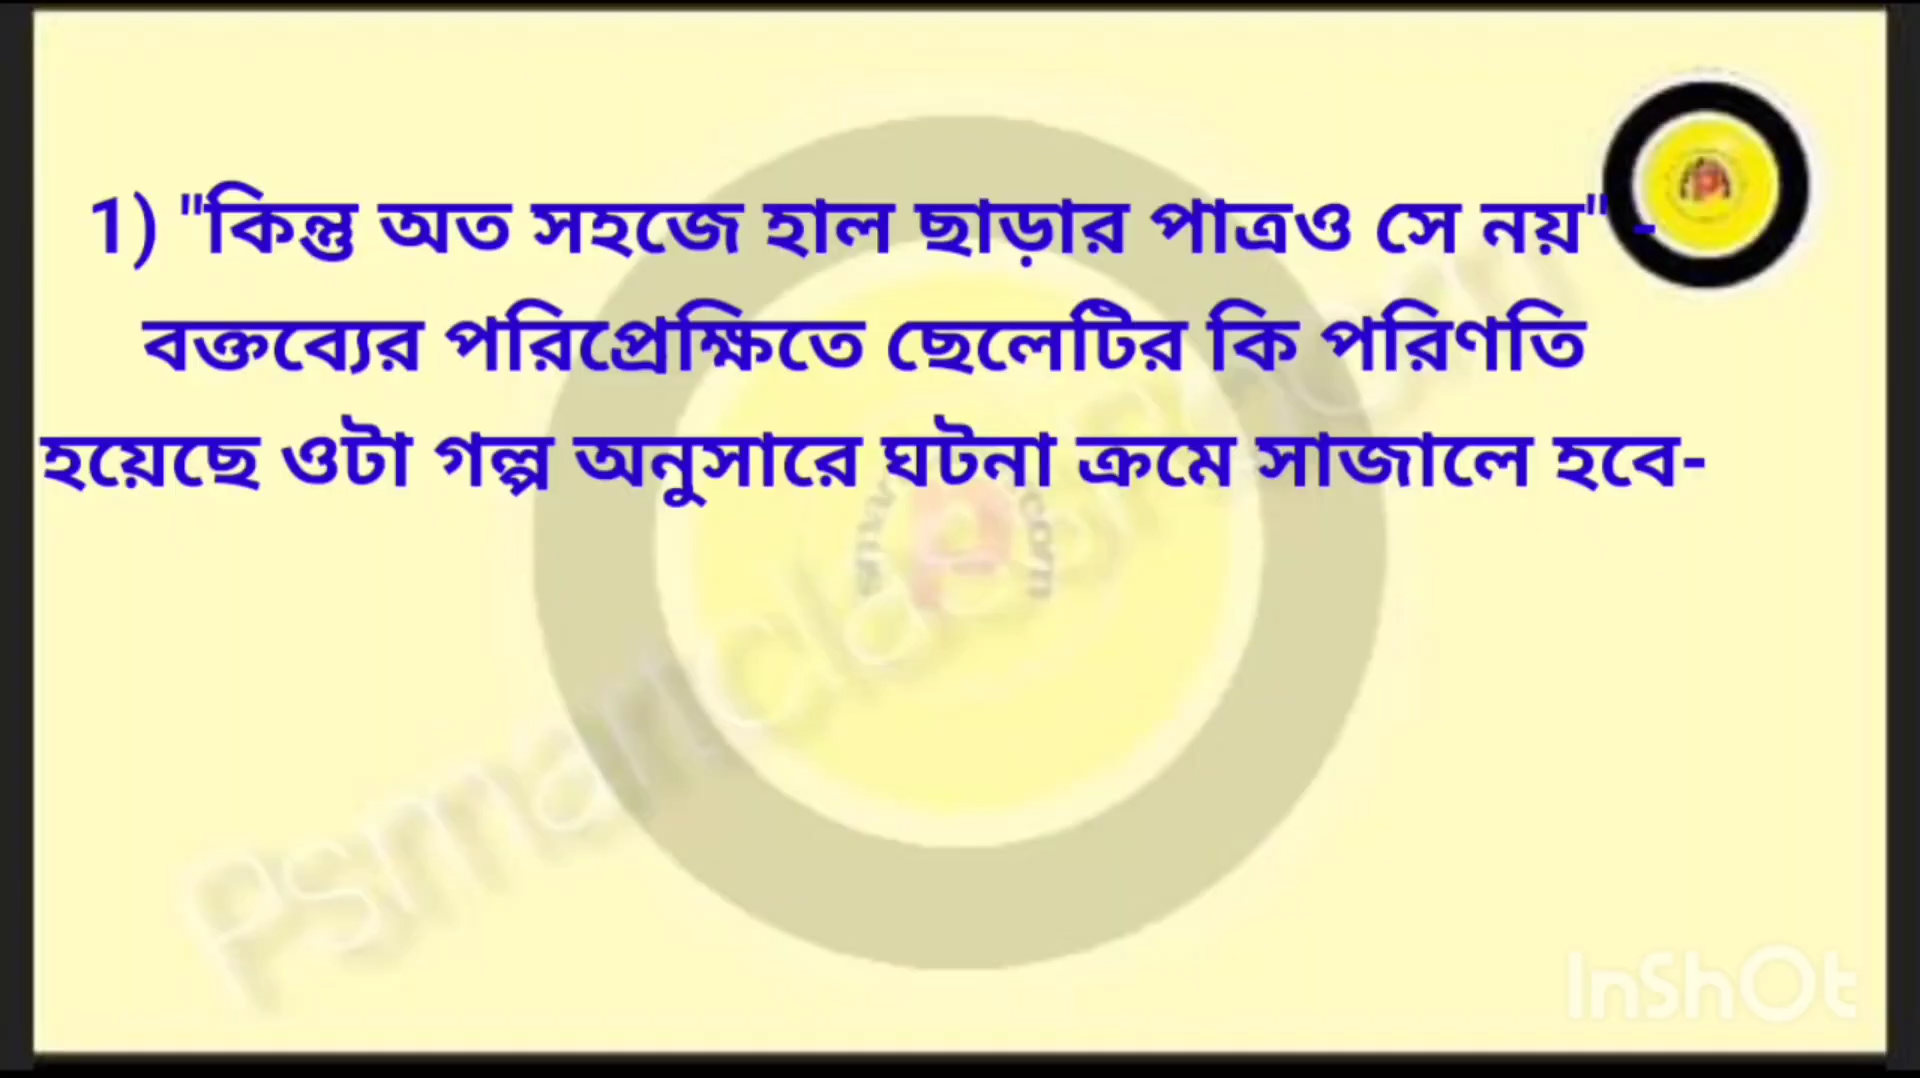 1) "কিন্তু অত সহজে হাল ছাড়ার পাত্রও সে নয়" -
বক্তব্যের পরিপ্রেক্ষিতে ছেলেটির কি পরিণতি
হয়েছে ওটা গল্প অনুসারে ঘটনা ক্রমে সাজালে হবে-
InShOt